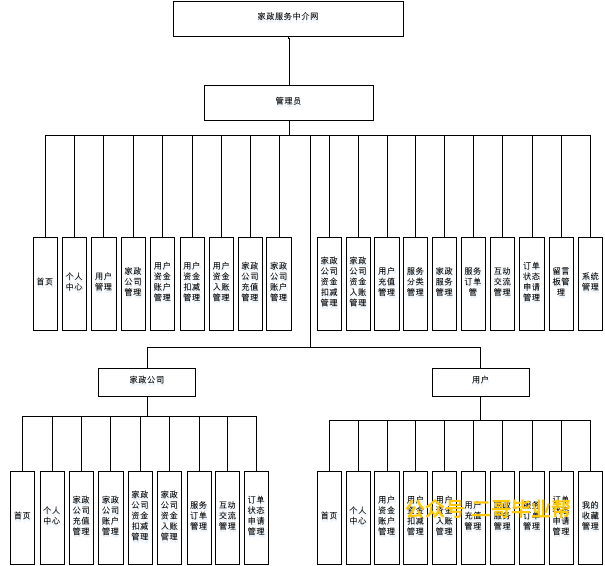 家政服务中介网
管理员
首页
个人
中心
用户
管理
家政
公司
管理
用户
资金
账户
管理
用户
资金
扣减
管理
用户
资金
入账
管理
家政
公司
充值
管理
家政
公司
账户
管理
家政
公司
资金
扣减
管理
家政
公司
资金
入账
管理
用户
充值
管理
服务
分类
管理
家政
服务
管理
服务
订单
管
互动
交流
管理
订单
状态
申请
管理
留言
板管
理
系统
管理
家政公司
用户
首页
个人
中心
家政
公司
充值
管理
家政
公司
账户
管理
家政
公司
资金
扣减
管理
家政
公司
资金
入账
管理
服务
订单
管理
互动
交流
管理
订单
状态
申请
管理
首页
个人
中心
用户
资金
账户
管理
用户
资金
扣减
管理
用户
资金
入账
管理
用户
充值
管理
家政
服务
管理
服务
订单
管理
订单
状态
申请
管理
我的
收藏
管理
公众号:二哥毕业帮